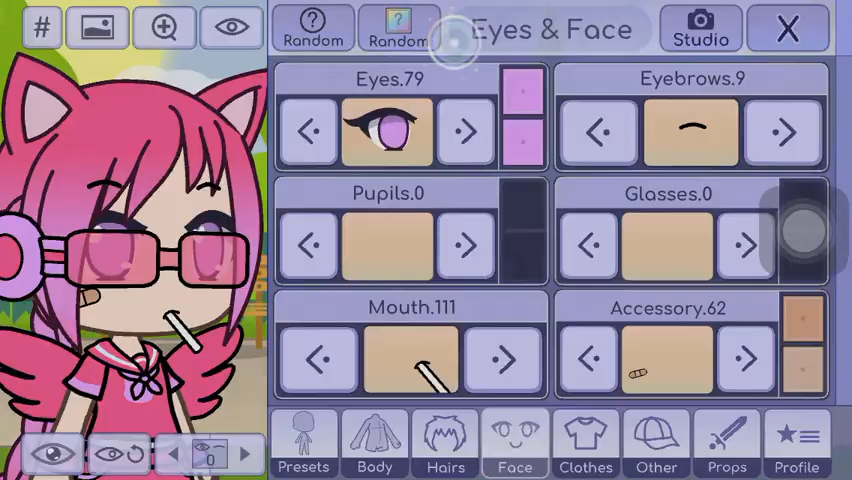 #
? Random
? Random
Eyes & Face
Studio
X
Eyes.79
Eyebrows.9
Pupils.0
Glasses.0
Mouth.111
Accessory.62
0
Presets
Body
Hairs
Face
Clothes
Other
Props
Profile